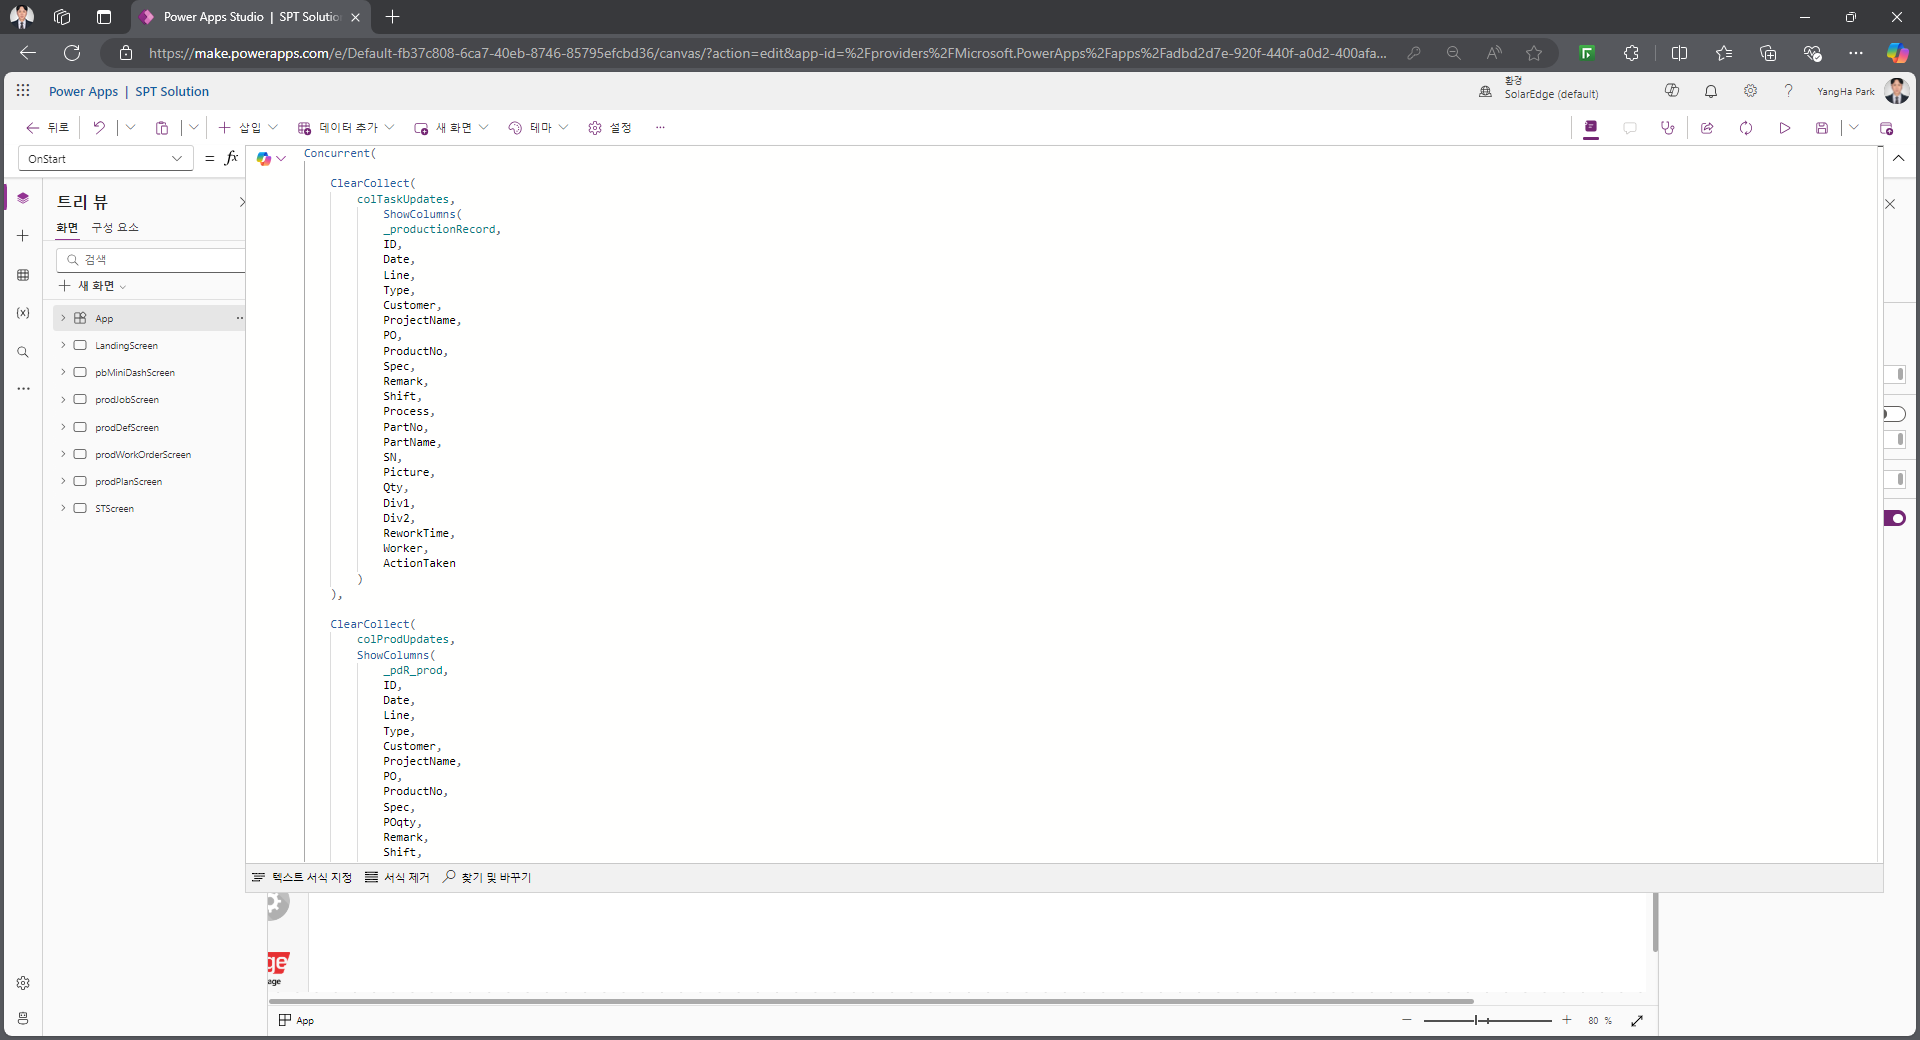 Power Apps Studio | SPT Solution
https://make.powerapps.com/e/Default-fb37c808-6ca7-40eb-8746-85795efcbd36/canvas/?action=edit&app-id=%2Fproviders%2FMicrosoft.PowerApps%2Fapps%2Fadbd2d7e-920f-440f-a0d2-400afa...
Power Apps | SPT Solution
환경
SolarEdge (default)
YangHa Park
뒤로
삽입
데이터 추가
새 화면
테마
설정
OnStart
= fx
트리 뷰
화면
구성 요소
검색
새 화면
App
LandingScreen
pbMiniDashScreen
prodJobScreen
prodDefScreen
prodWorkOrderScreen
prodPlanScreen
STScreen
Concurrent(
ClearCollect(
colTaskUpdates,
ShowColumns(
_productionRecord,
ID,
Date,
Line,
Type,
Customer,
ProjectName,
PO,
ProductNo,
Spec,
Remark,
Shift,
Process,
PartNo,
PartName,
SN,
Picture,
Qty,
Div1,
Div2,
ReworkTime,
Worker,
ActionTaken
)
),
ClearCollect(
colProdUpdates,
ShowColumns(
_pdR_prod,
ID,
Date,
Line,
Type,
Customer,
ProjectName,
PO,
ProductNo,
Spec,
POqty,
Remark,
Shift,
텍스트 서식 지정
서식 제거
찾기 및 바꾸기
ge
age
App
80 %